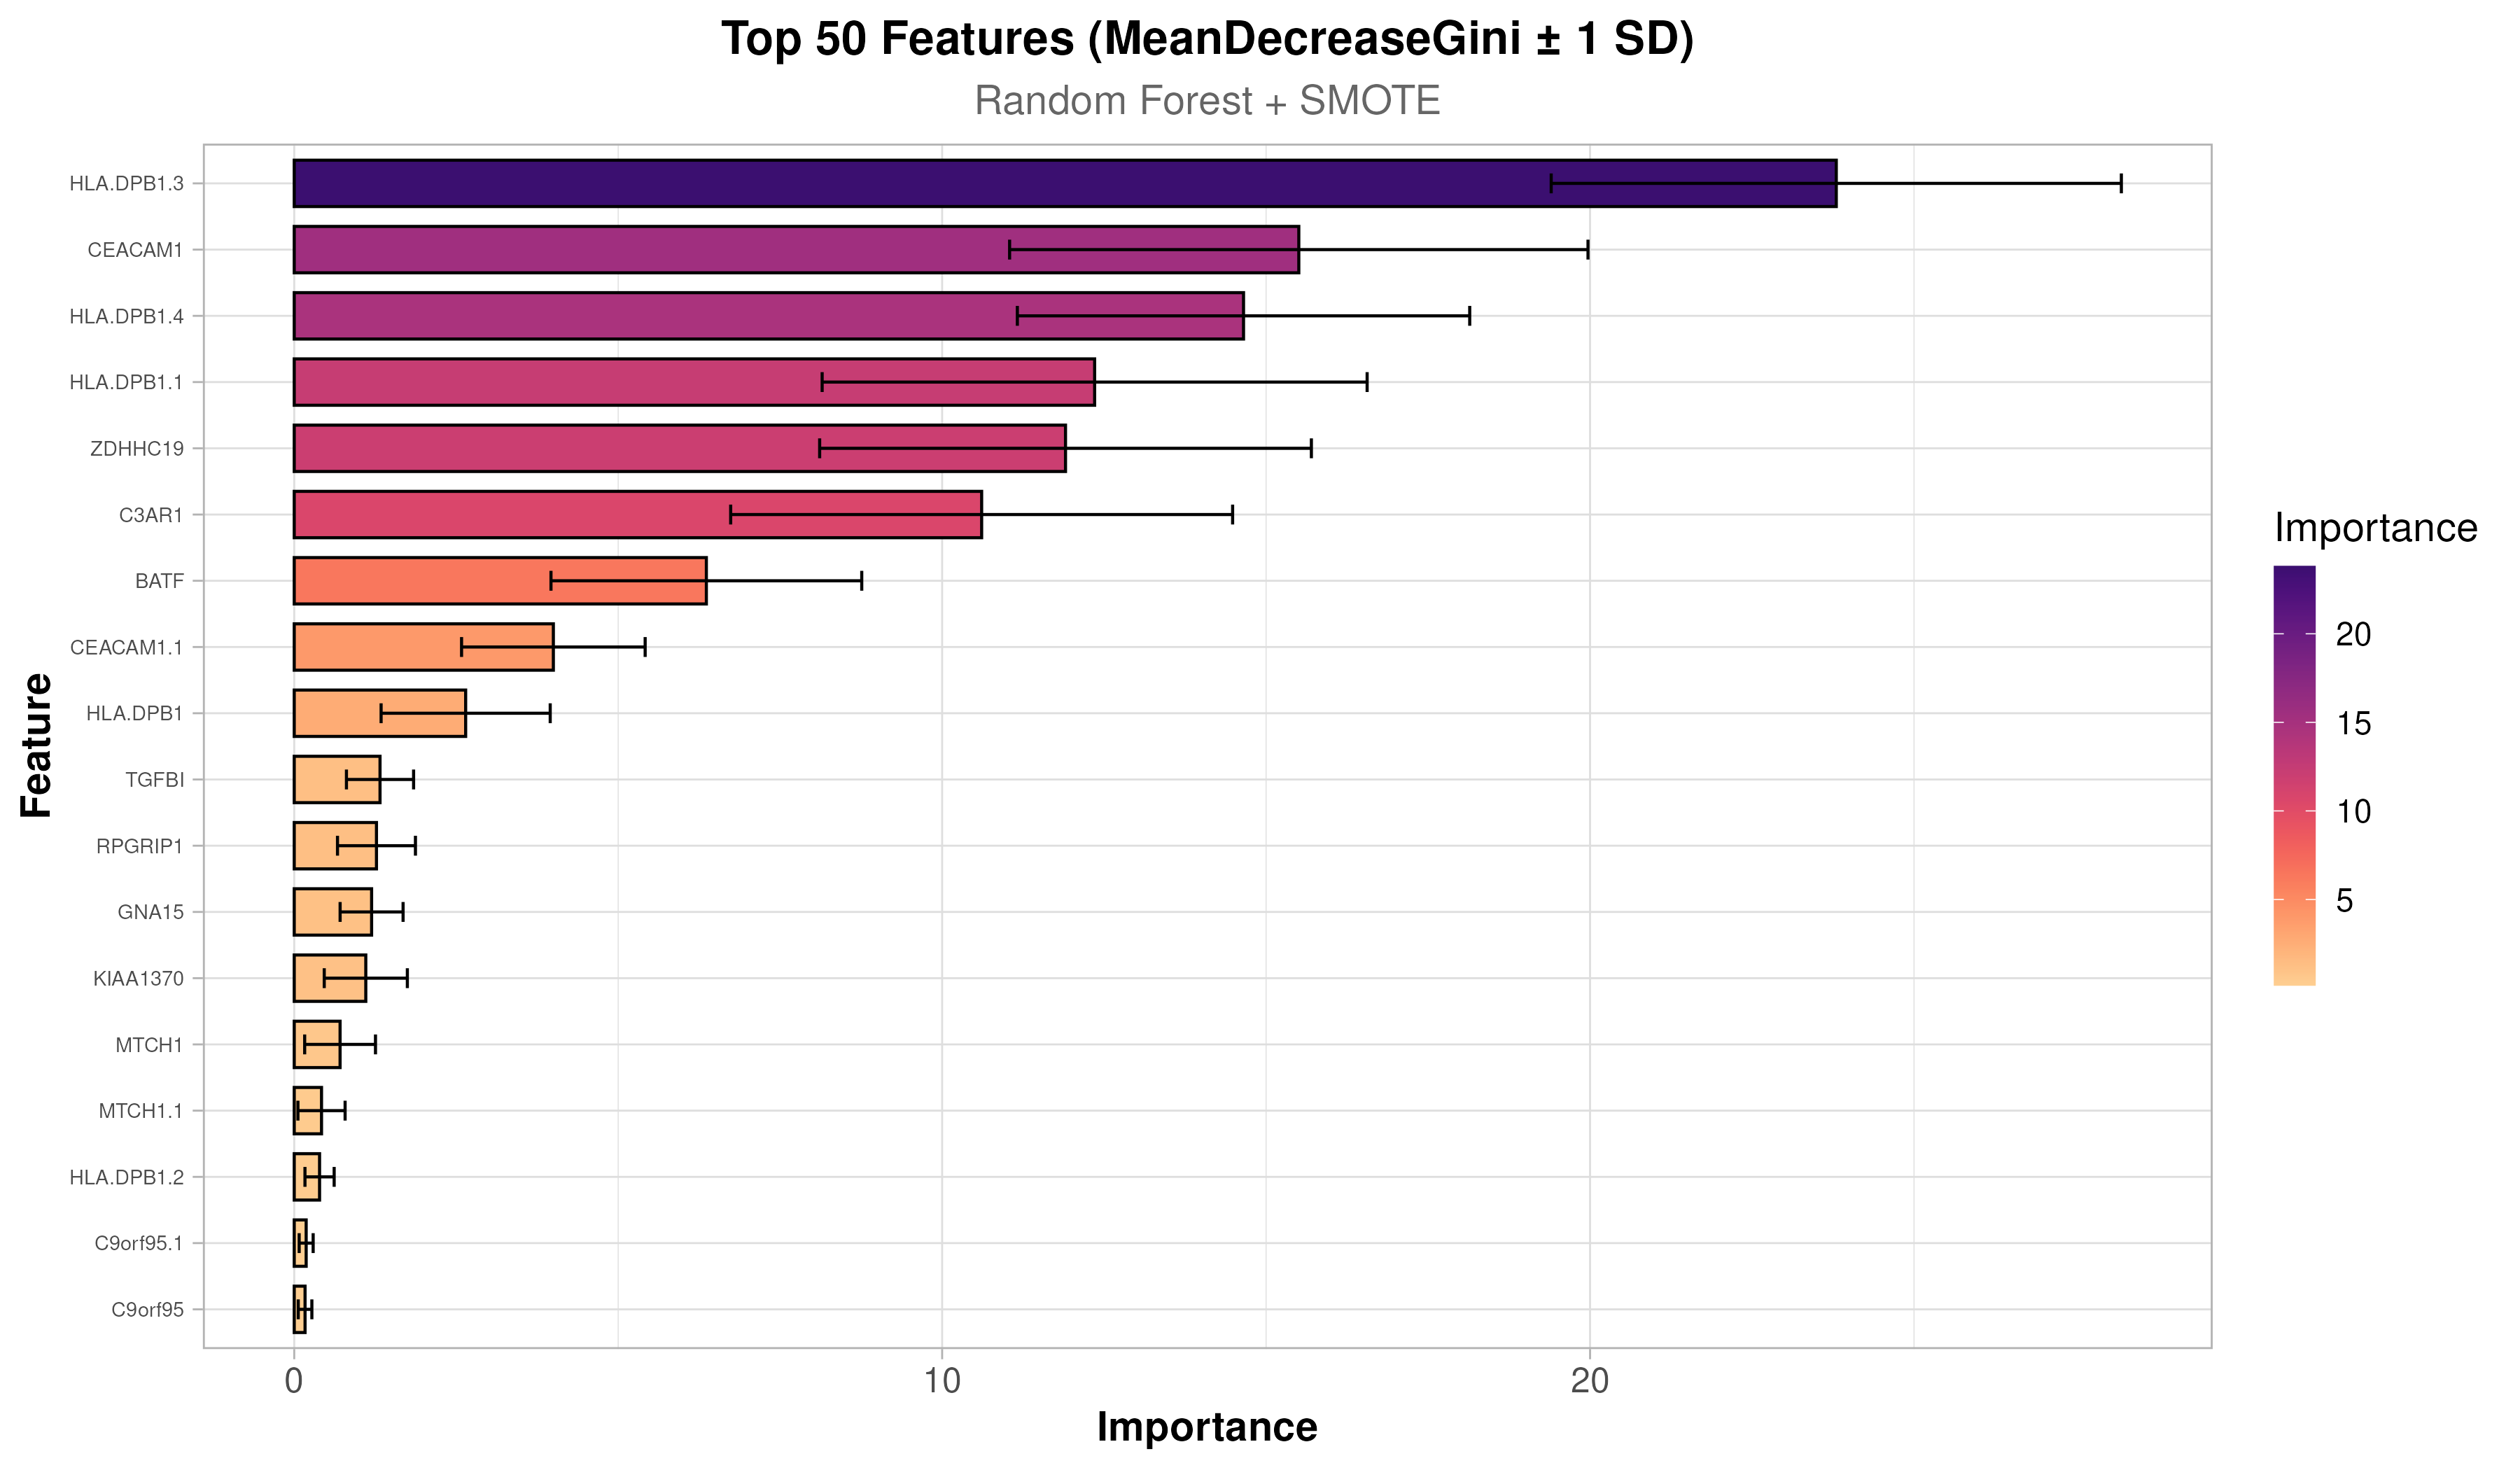 Top 50 Features (MeanDecreaseGini ± 1 SD)
Random Forest + SMOTE
Feature
HLA.DPB1.3
CEACAM1
HLA.DPB1.4
HLA.DPB1.1
ZDHHC19
C3AR1
BATF
CEACAM1.1
HLA.DPB1
TGFBI
RPGRIP1
GNA15
KIAA1370
MTCH1
MTCH1.1
HLA.DPB1.2
C9orf95.1
C9orf95
0 10 20
Importance
Importance
20
15
10
5